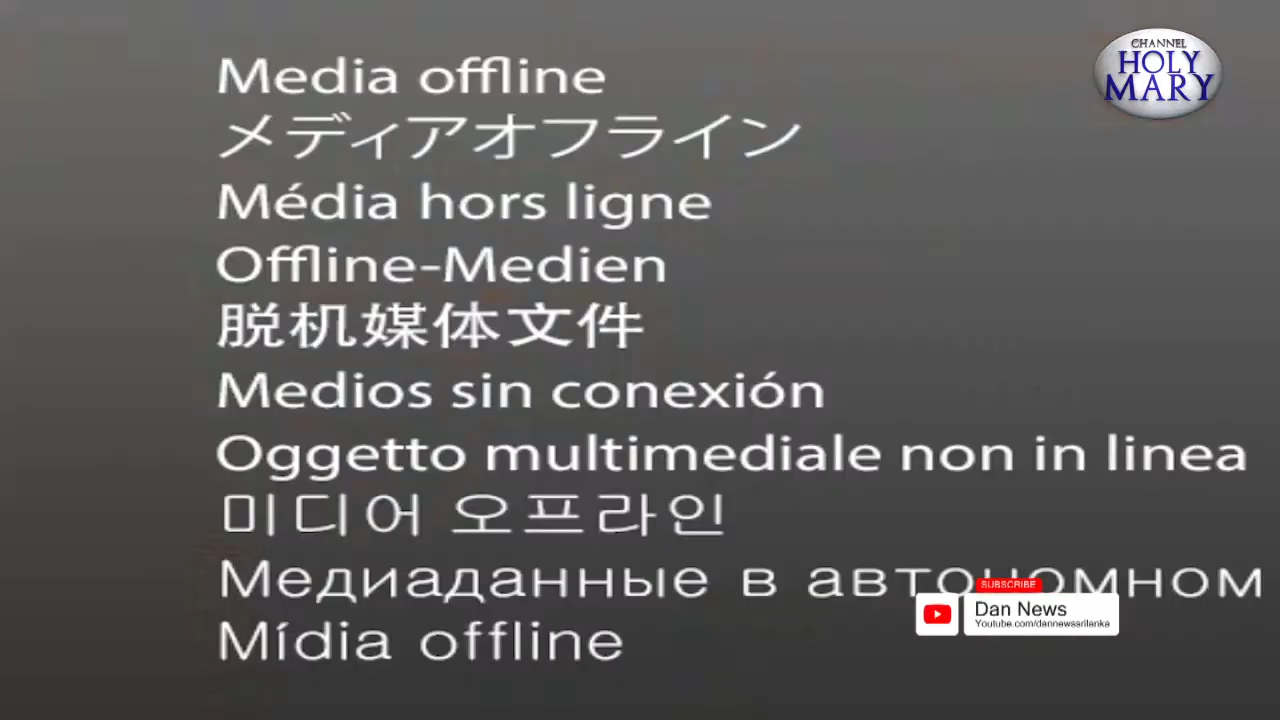 CHANNEL
HOLY
MARY
Media offline
メディアオフライン
Média hors ligne
Offline-Medien
脱机媒体文件
Medios sin conexión
Oggetto multimediale non in linea
미디어 오프라인
Медиаданные в автономном
SUBSCRIBE
Dan News
Youtube.com/dannewssrilanka
Mídia offline